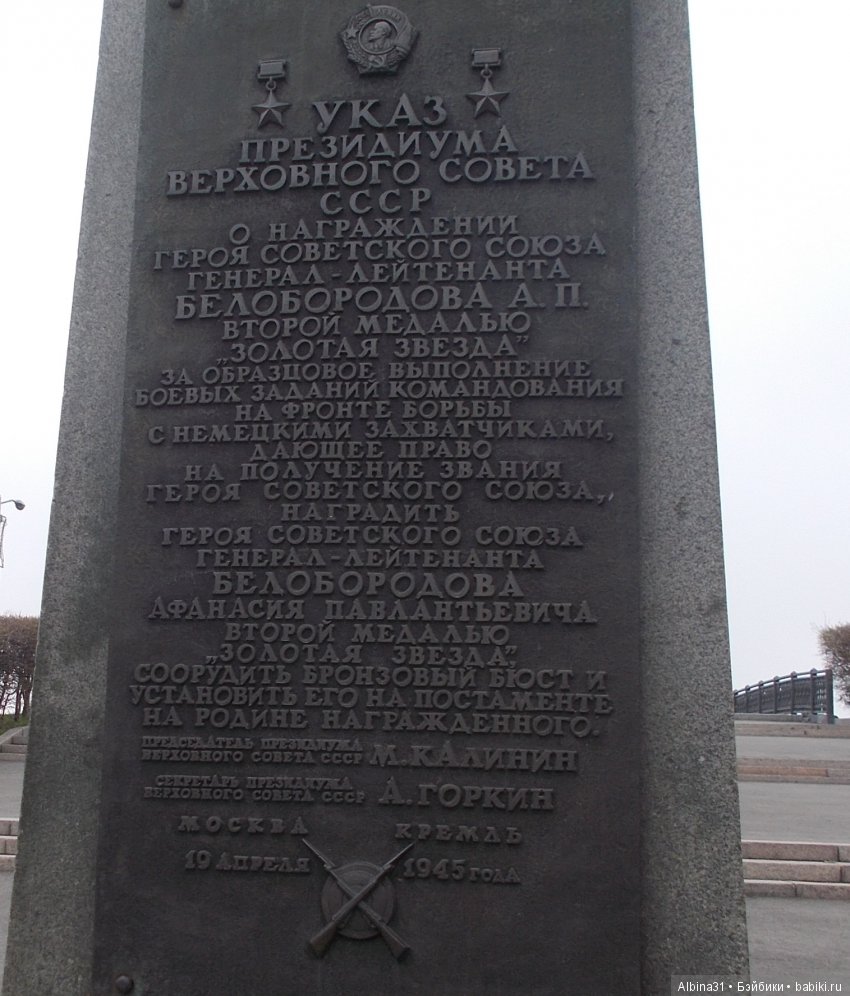 УКАЗ
ПРЕЗИДИУМА
ВЕРХОВНОГО СОВЕТА
СССР
О НАГРАЖДЕНИИ
ГЕРОЯ СОВЕТСКОГО СОЮЗА
ГЕНЕРАЛ-ЛЕЙТЕНАНТА
БЕЛОБОРОДОВА А.П.
ВТОРОЙ МЕДАЛЬЮ
„ЗОЛОТАЯ ЗВЕЗДА”
ЗА ОБРАЗЦОВОЕ ВЫПОЛНЕНИЕ
БОЕВЫХ ЗАДАНИЙ КОМАНДОВАНИЯ
НА ФРОНТЕ БОРЬБЫ
С НЕМЕЦКИМИ ЗАХВАТЧИКАМИ,
ДАЮЩЕЕ ПРАВО
НА ПОЛУЧЕНИЕ ЗВАНИЯ
ГЕРОЯ СОВЕТСКОГО СОЮЗА,
НАГРАДИТЬ
ГЕРОЯ СОВЕТСКОГО СОЮЗА
ГЕНЕРАЛ-ЛЕЙТЕНАНТА
БЕЛОБОРОДОВА
АФАНАСИЯ ПАВЛАНТЬЕВИЧА
ВТОРОЙ МЕДАЛЬЮ
„ЗОЛОТАЯ ЗВЕЗДА”,
СООРУДИТЬ БРОНЗОВЫЙ БЮСТ И
УСТАНОВИТЬ ЕГО НА ПОСТАМЕНТЕ
НА РОДИНЕ НАГРАЖДЕННОГО.
ПРЕДСЕДАТЕЛЬ ПРЕЗИДИУМА
ВЕРХОВНОГО СОВЕТА СССР М.КАЛИНИН
СЕКРЕТАРЬ ПРЕЗИДИУМА
ВЕРХОВНОГО СОВЕТА СССР А.ГОРКИН
МОСКВА КРЕМЛЬ
19 АПРЕЛЯ 1945 ГОДА
Albina31 • Бэйбики • babiki.ru